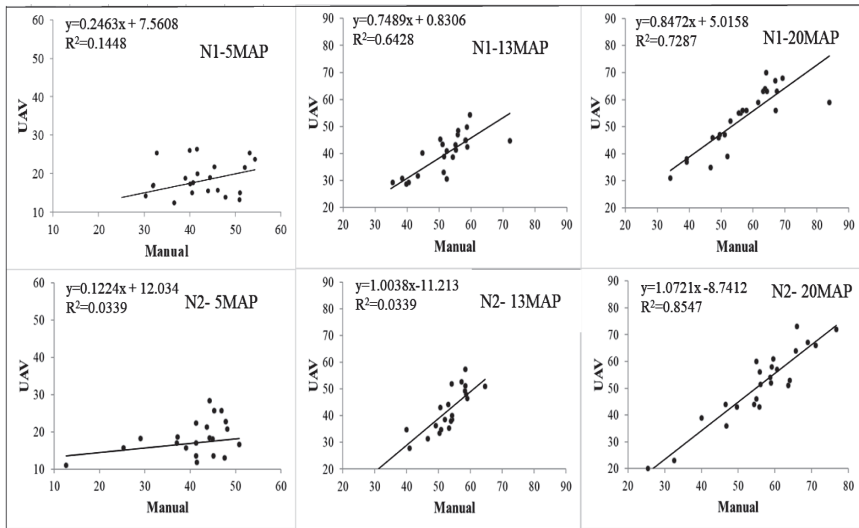 y=0.2463x + 7.5608
R²=0.1448
N1-5MAP
60
50
40
30
20
10
UAV
10 20 30 40 50 60
Manual
y=0.7489x + 0.8306
R²=0.6428
N1-13MAP
90
80
70
60
50
40
30
20
UAV
20 30 40 50 60 70 80 90
Manual
y=0.8472x + 5.0158
R²=0.7287
N1-20MAP
90
80
70
60
50
40
30
20
UAV
20 30 40 50 60 70 80 90
Manual
y=0.1224x + 12.034
R²=0.0339
N2- 5MAP
60
50
40
30
20
10
UAV
10 20 30 40 50 60
Manual
y=1.0038x-11.213
R²=0.0339
N2- 13MAP
90
80
70
60
50
40
30
20
UAV
20 30 40 50 60 70 80 90
Manual
y=1.0721x -8.7412
R²=0.8547
N2- 20MAP
90
80
70
60
50
40
30
20
UAV
20 30 40 50 60 70 80
Manual